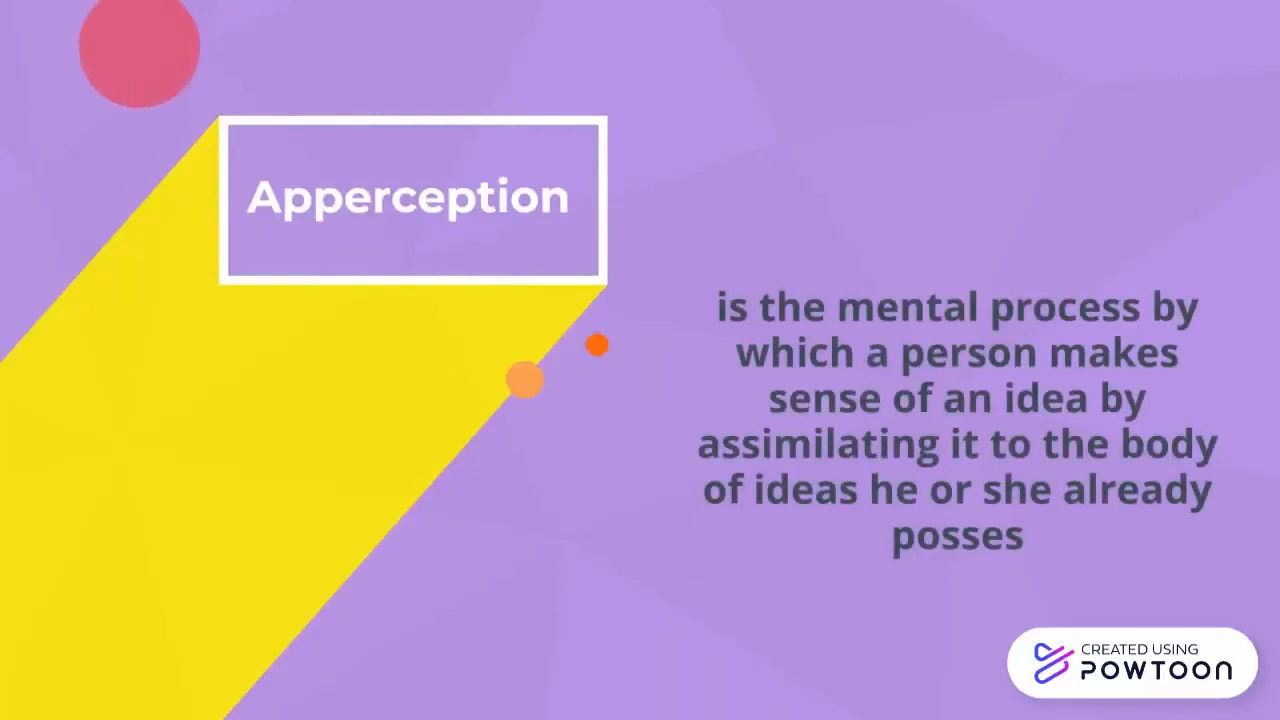 Apperception
is the mental process by
which a person makes
sense of an idea by
assimilating it to the body
of ideas he or she already
posses
CREATED USING
POWTOON